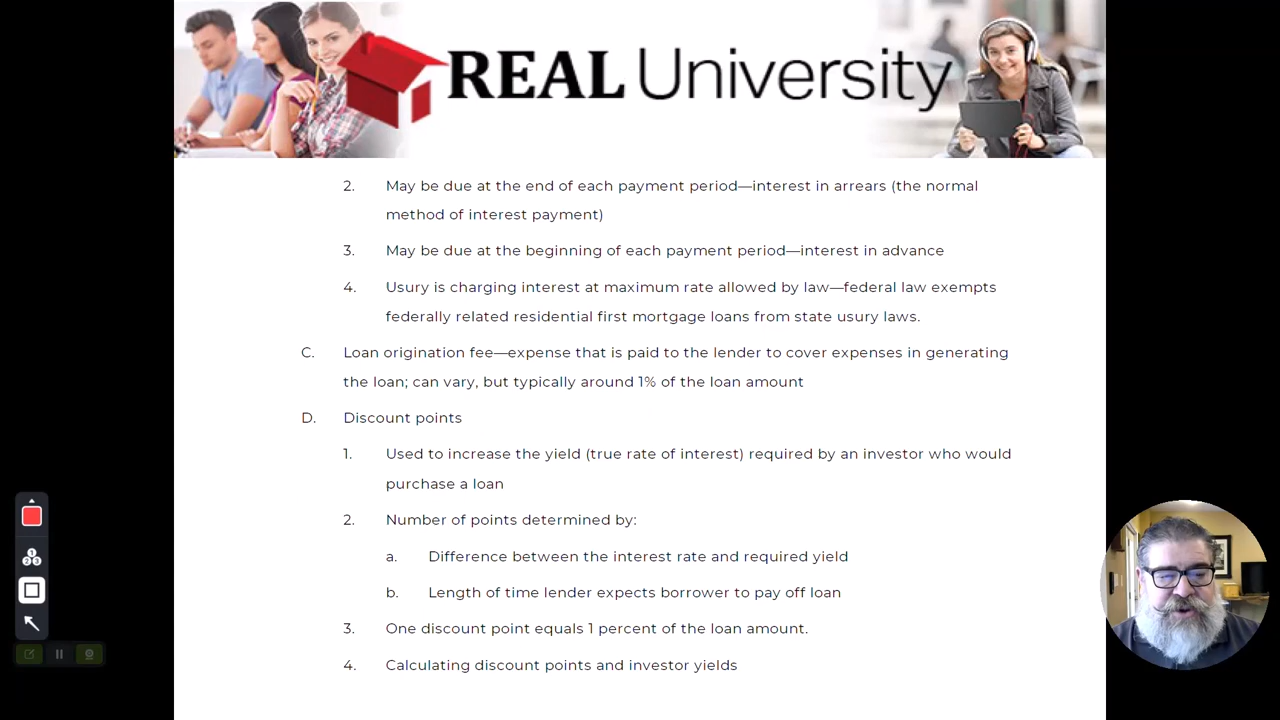 REAL University
2. May be due at the end of each payment period—interest in arrears (the normal
method of interest payment)
3. May be due at the beginning of each payment period—interest in advance
4. Usury is charging interest at maximum rate allowed by law—federal law exempts
federally related residential first mortgage loans from state usury laws.
C. Loan origination fee—expense that is paid to the lender to cover expenses in generating
the loan; can vary, but typically around 1% of the loan amount
D. Discount points
1. Used to increase the yield (true rate of interest) required by an investor who would
purchase a loan
2. Number of points determined by:
a. Difference between the interest rate and required yield
b. Length of time lender expects borrower to pay off loan
3. One discount point equals 1 percent of the loan amount.
4. Calculating discount points and investor yields